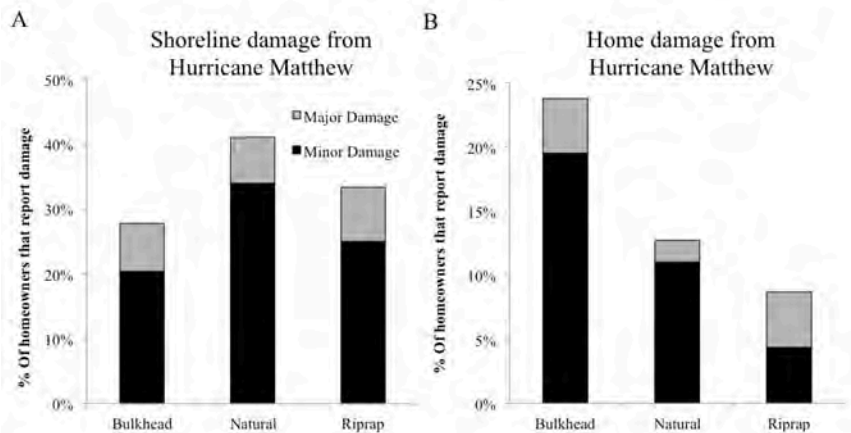 A
Shoreline damage from
Hurricane Matthew
50%
40%
30%
20%
10%
0%
% Of homeowners that report damage
Major Damage
Minor Damage
Bulkhead Natural Riprap
B
Home damage from
Hurricane Matthew
25%
20%
15%
10%
5%
0%
% Of homeowners that report damage
Bulkhead Natural Riprap